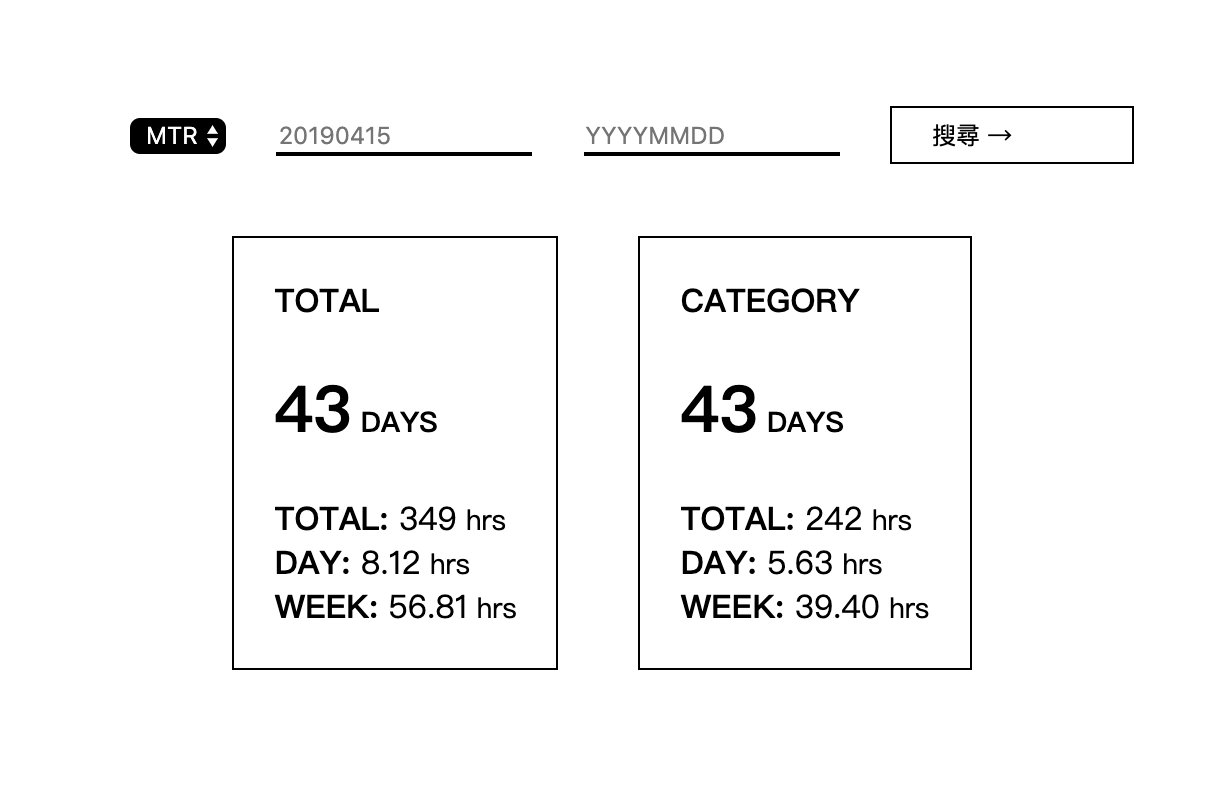 MTR
20190415
YYYYMMDD
搜尋 →
TOTAL
43 DAYS
TOTAL: 349 hrs
DAY: 8.12 hrs
WEEK: 56.81 hrs
CATEGORY
43 DAYS
TOTAL: 242 hrs
DAY: 5.63 hrs
WEEK: 39.40 hrs